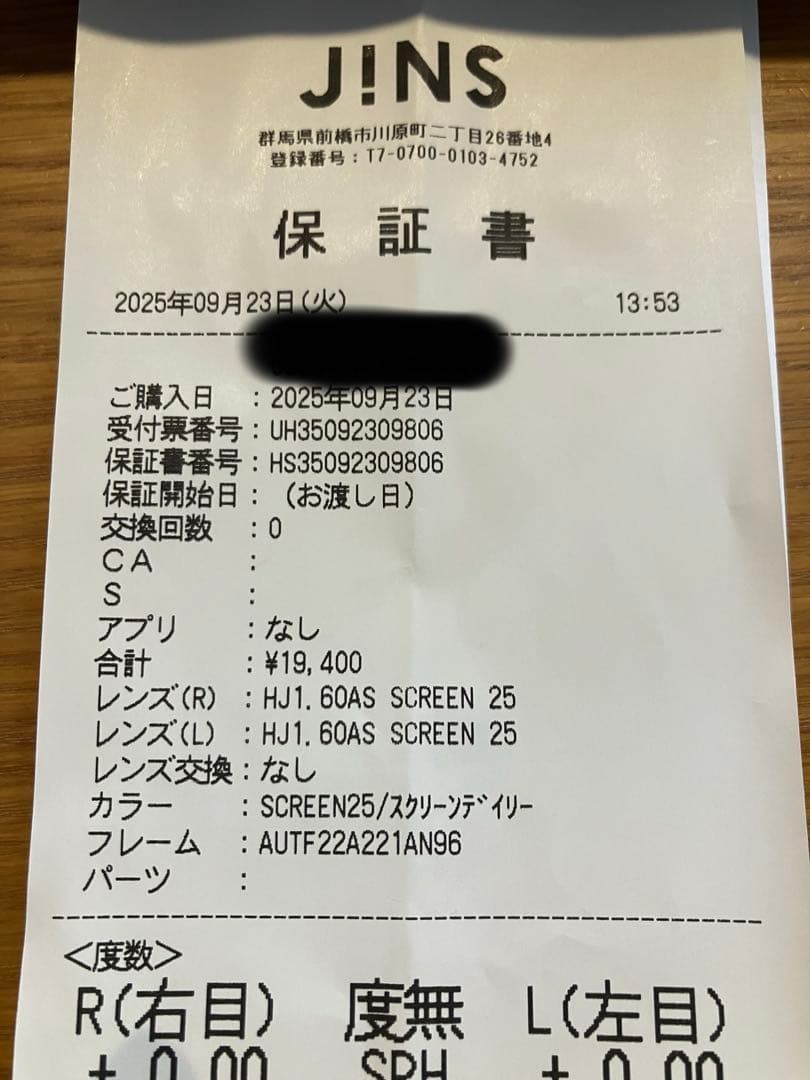 J!NS
群馬県前橋市川原町二丁目26番地4
登録番号：T7-0700-0103-4752
保証書
2025年09月23日(火) 13:53
ご購入日 ：2025年09月23日
受付票番号：UH35092309806
保証書番号：HS35092309806
保証開始日：（お渡し日）
交換回数 ：0
CA ：
S ：
アプリ ：なし
合計 ：¥19,400
レンズ(R) ：HJ1.60AS SCREEN 25
レンズ(L) ：HJ1.60AS SCREEN 25
レンズ交換：なし
カラー ：SCREEN25/ｽｸﾘｰﾝﾃﾞｲﾘｰ
フレーム ：AUTF22A221AN96
パーツ ：
<度数>
R(右目) 度無 L(左目)
± 0.00 SPH ± 0.00